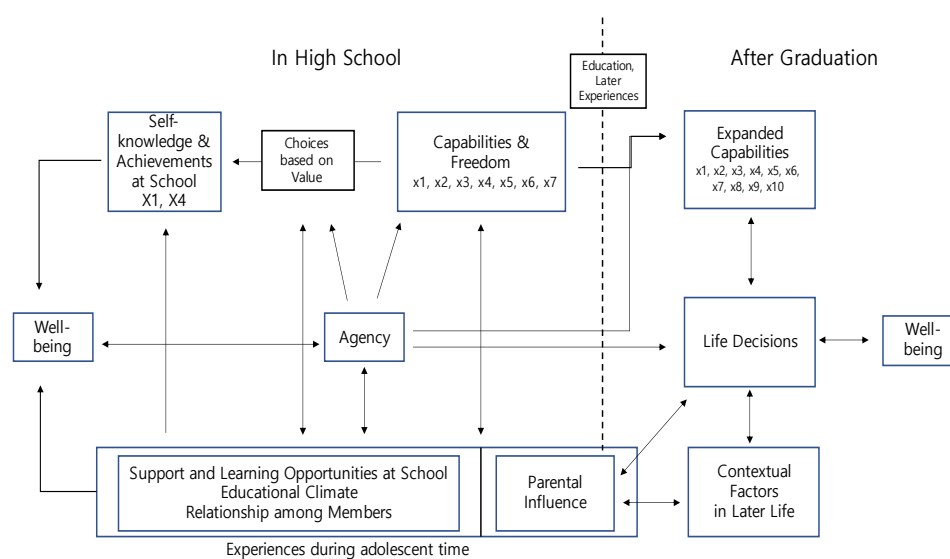 In High School
After Graduation
Education,
Later
Experiences
Self-
knowledge &
Achievements
at School
X1, X4
Choices
based on
Value
Capabilities &
Freedom
x1, x2, x3, x4, x5, x6, x7
Expanded
Capabilities
x1, x2, x3, x4, x5, x6,
x7, x8, x9, x10
Well-
being
Agency
Life Decisions
Well-
being
Support and Learning Opportunities at School
Educational Climate
Relationship among Members
Parental
Influence
Contextual
Factors
in Later Life
Experiences during adolescent time